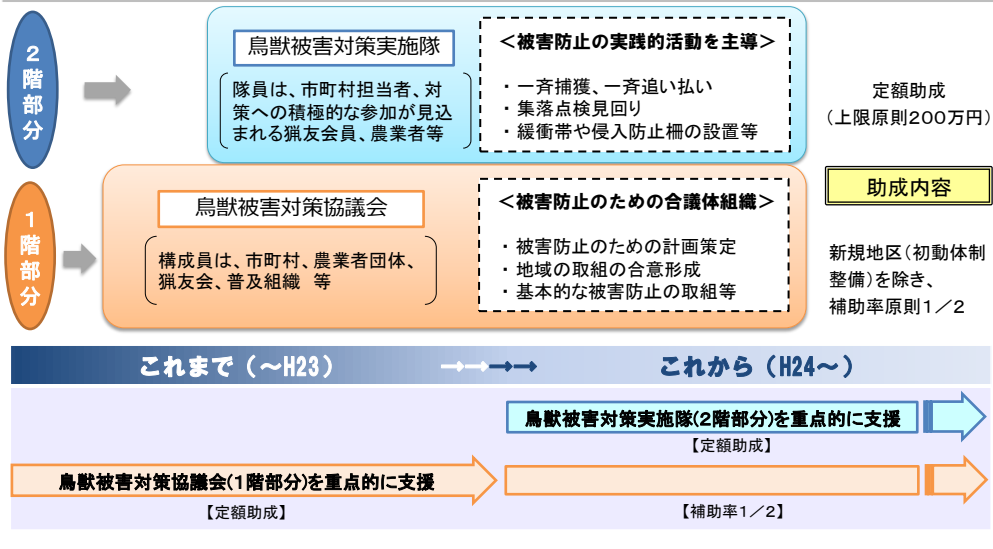 2階部分
鳥獣被害対策実施隊
隊員は、市町村担当者、対
策への積極的な参加が見込
まれる猟友会員、農業者等
<被害防止の実践的活動を主導>
・一斉捕獲、一斉追い払い
・集落点検見回り
・緩衝帯や侵入防止柵の設置等
定額助成
(上限原則200万円)
助成内容
1階部分
鳥獣被害対策協議会
構成員は、市町村、農業者団体、
猟友会、普及組織 等
<被害防止のための合議体組織>
・被害防止のための計画策定
・地域の取組の合意形成
・基本的な被害防止の取組等
新規地区(初動体制
整備)を除き、
補助率原則1/2
これまで(~H23)
これから(H24~)
鳥獣被害対策実施隊(2階部分)を重点的に支援
【定額助成】
鳥獣被害対策協議会(1階部分)を重点的に支援
【定額助成】
【補助率1/2】